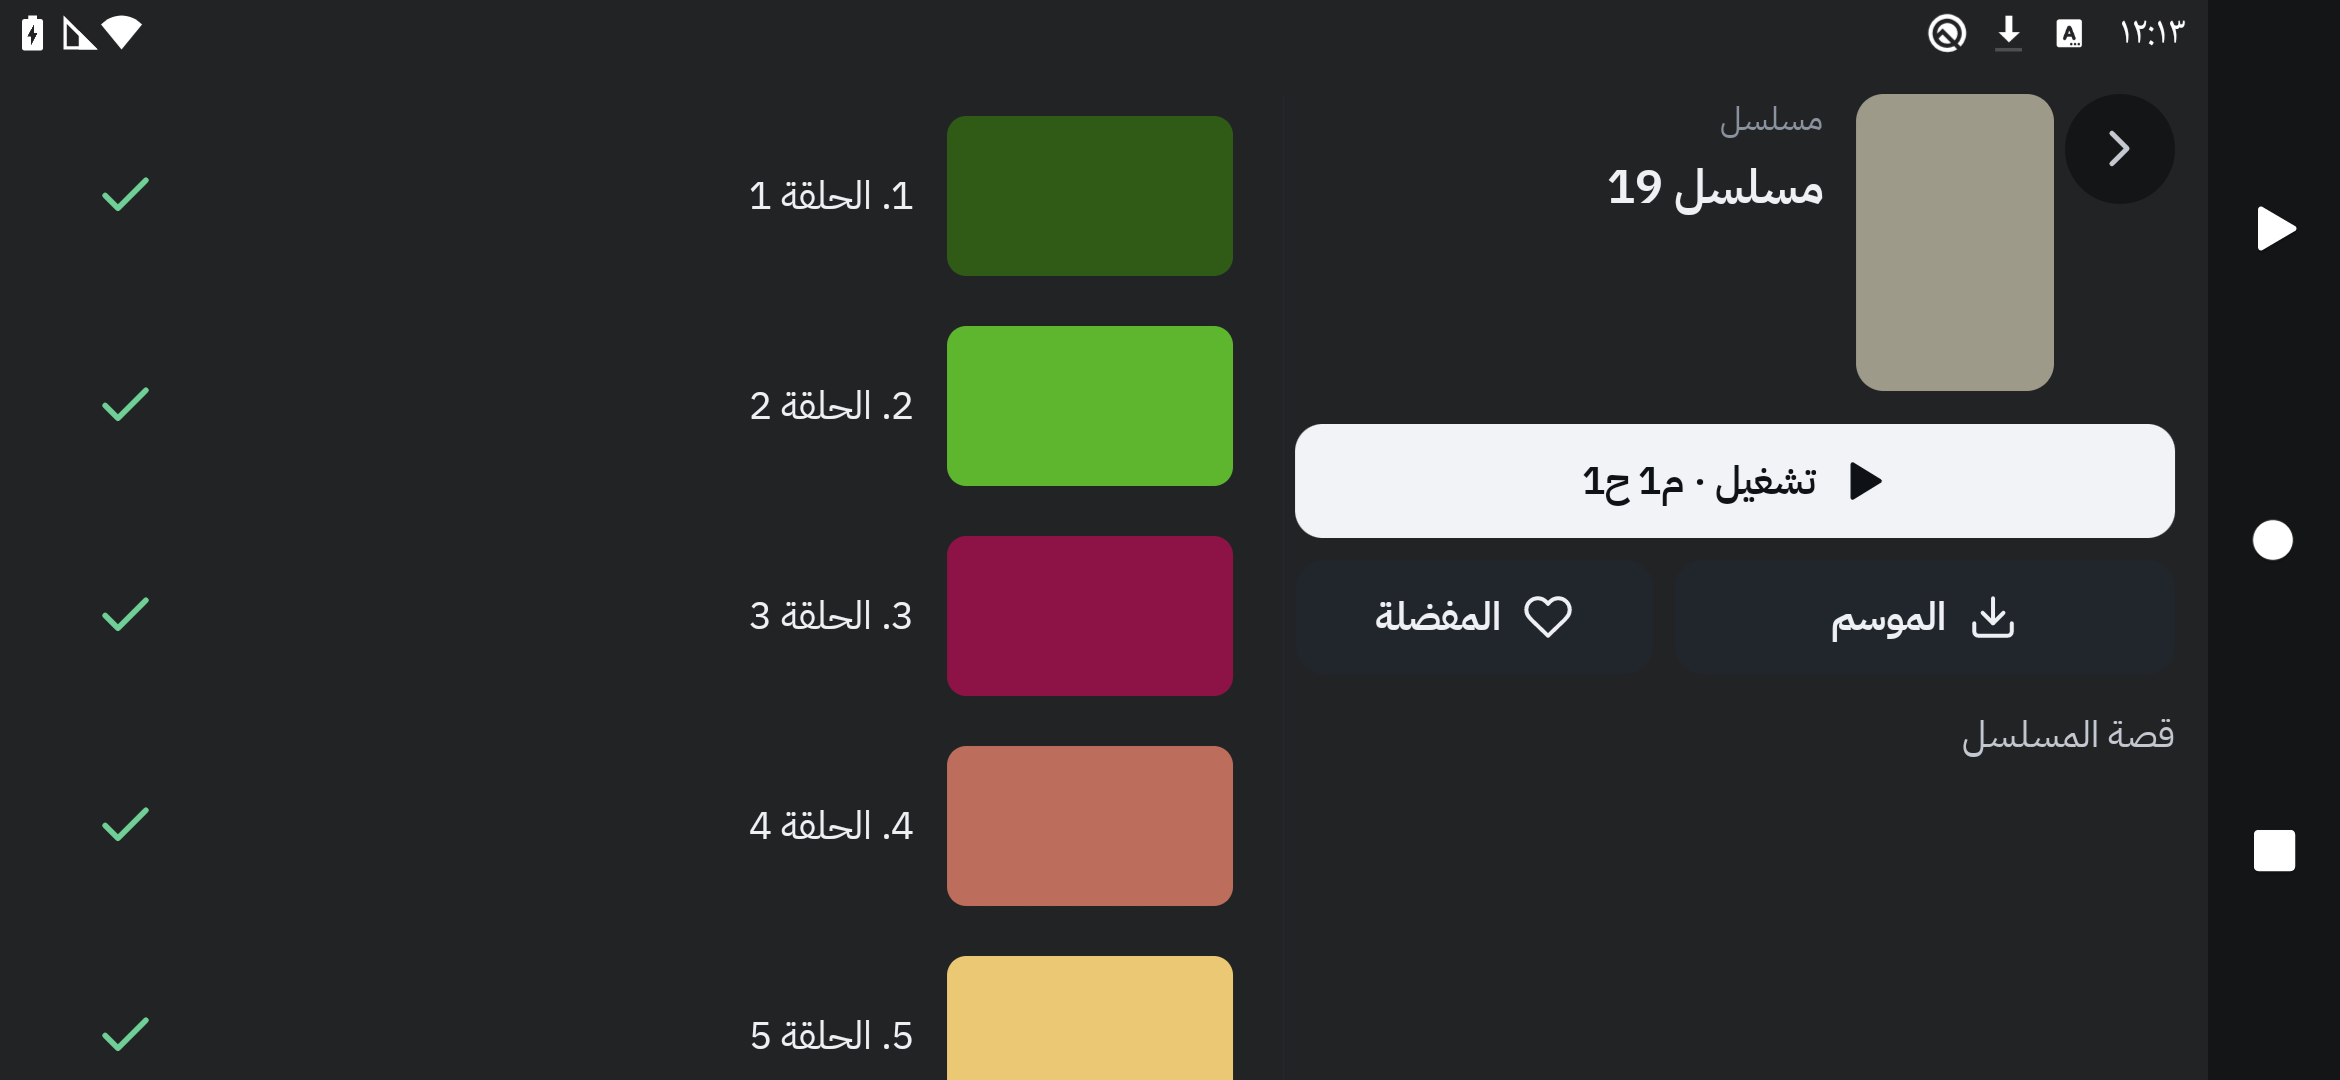 ١٢:١٣
مسلسل
مسلسل 19
تشغيل · م1 ح1
الموسم
المفضلة
قصة المسلسل
1. الحلقة 1
2. الحلقة 2
3. الحلقة 3
4. الحلقة 4
5. الحلقة 5